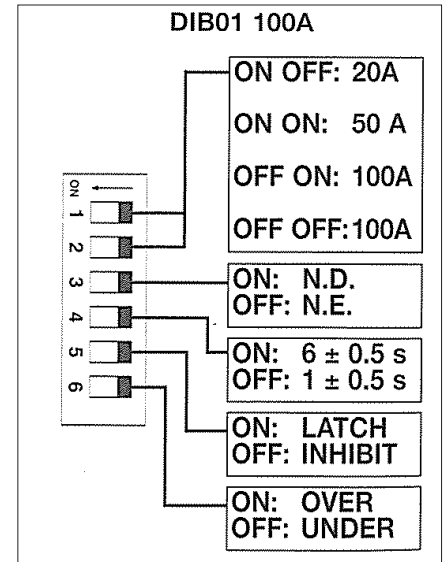 DIB01 100A
ON OFF: 20A
ON ON: 50 A
OFF ON: 100A
OFF OFF:100A
ON
1
2
3
4
5
6
ON: N.D.
OFF: N.E.
ON: 6 ± 0.5 s
OFF: 1 ± 0.5 s
ON: LATCH
OFF: INHIBIT
ON: OVER
OFF: UNDER